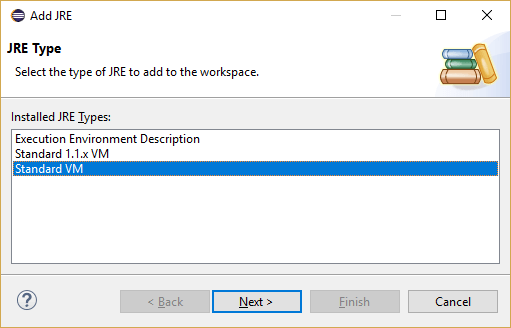 Add JRE
JRE Type
Select the type of JRE to add to the workspace.
Installed JRE Types:
Execution Environment Description
Standard 1.1.x VM
Standard VM
?
< Back
Next >
Finish
Cancel